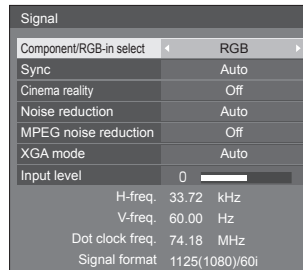 Signal
Component/RGB-in select RGB
Sync Auto
Cinema reality Off
Noise reduction Auto
MPEG noise reduction Off
XGA mode Auto
Input level 0
H-freq. 33.72 kHz
V-freq. 60.00 Hz
Dot clock freq. 74.18 MHz
Signal format 1125(1080)/60i